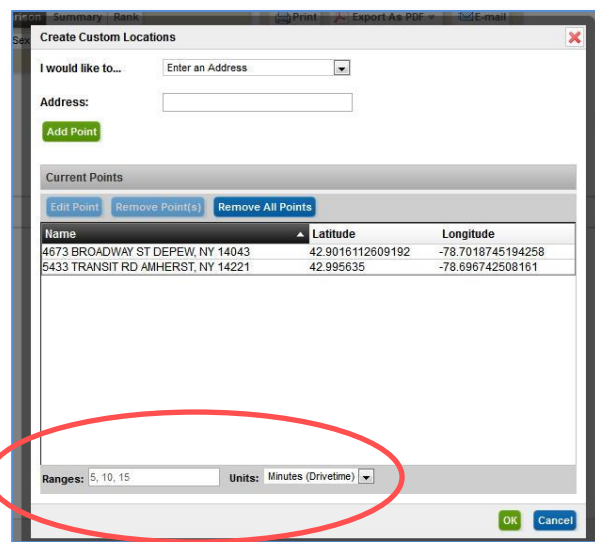 rison Summary Rank Print Export As PDF E-mail
Sex
Create Custom Locations
I would like to... Enter an Address
Address:
Add Point
Current Points
Edit Point Remove Point(s) Remove All Points
Name Latitude Longitude
4673 BROADWAY ST DEPEW, NY 14043 42.9016112609192 -78.7018745194258
5433 TRANSIT RD AMHERST, NY 14221 42.995635 -78.696742508161
Ranges: 5, 10, 15 Units: Minutes (Drivetime)
OK Cancel